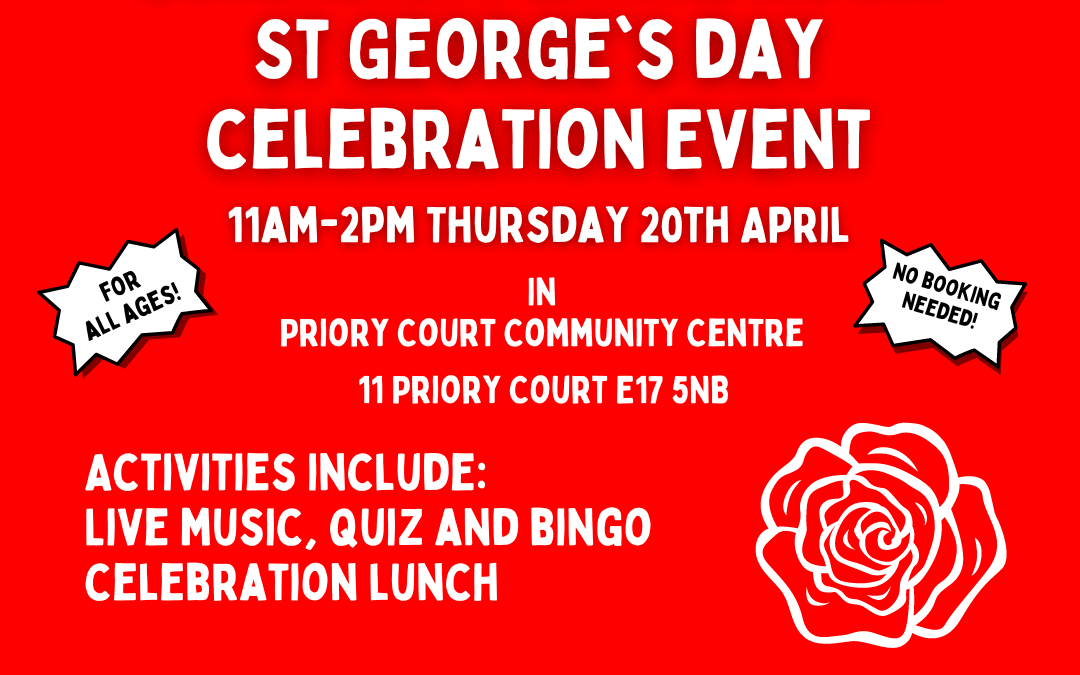 ST GEORGE`S DAY
CELEBRATION EVENT
11AM-2PM THURSDAY 20TH APRIL
FOR
ALL AGES!
NO BOOKING
NEEDED!
IN
PRIORY COURT COMMUNITY CENTRE
11 PRIORY COURT E17 5NB
ACTIVITIES INCLUDE:
LIVE MUSIC, QUIZ AND BINGO
CELEBRATION LUNCH